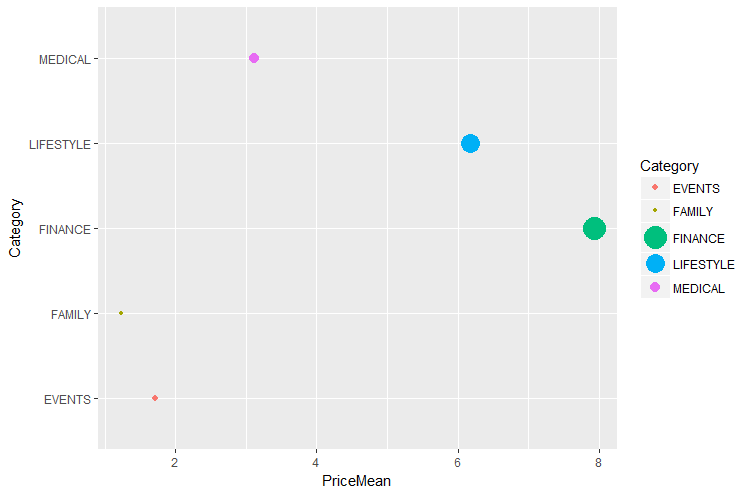 MEDICAL
LIFESTYLE
FINANCE
FAMILY
EVENTS
Category
2 4 6 8
PriceMean
Category
EVENTS
FAMILY
FINANCE
LIFESTYLE
MEDICAL